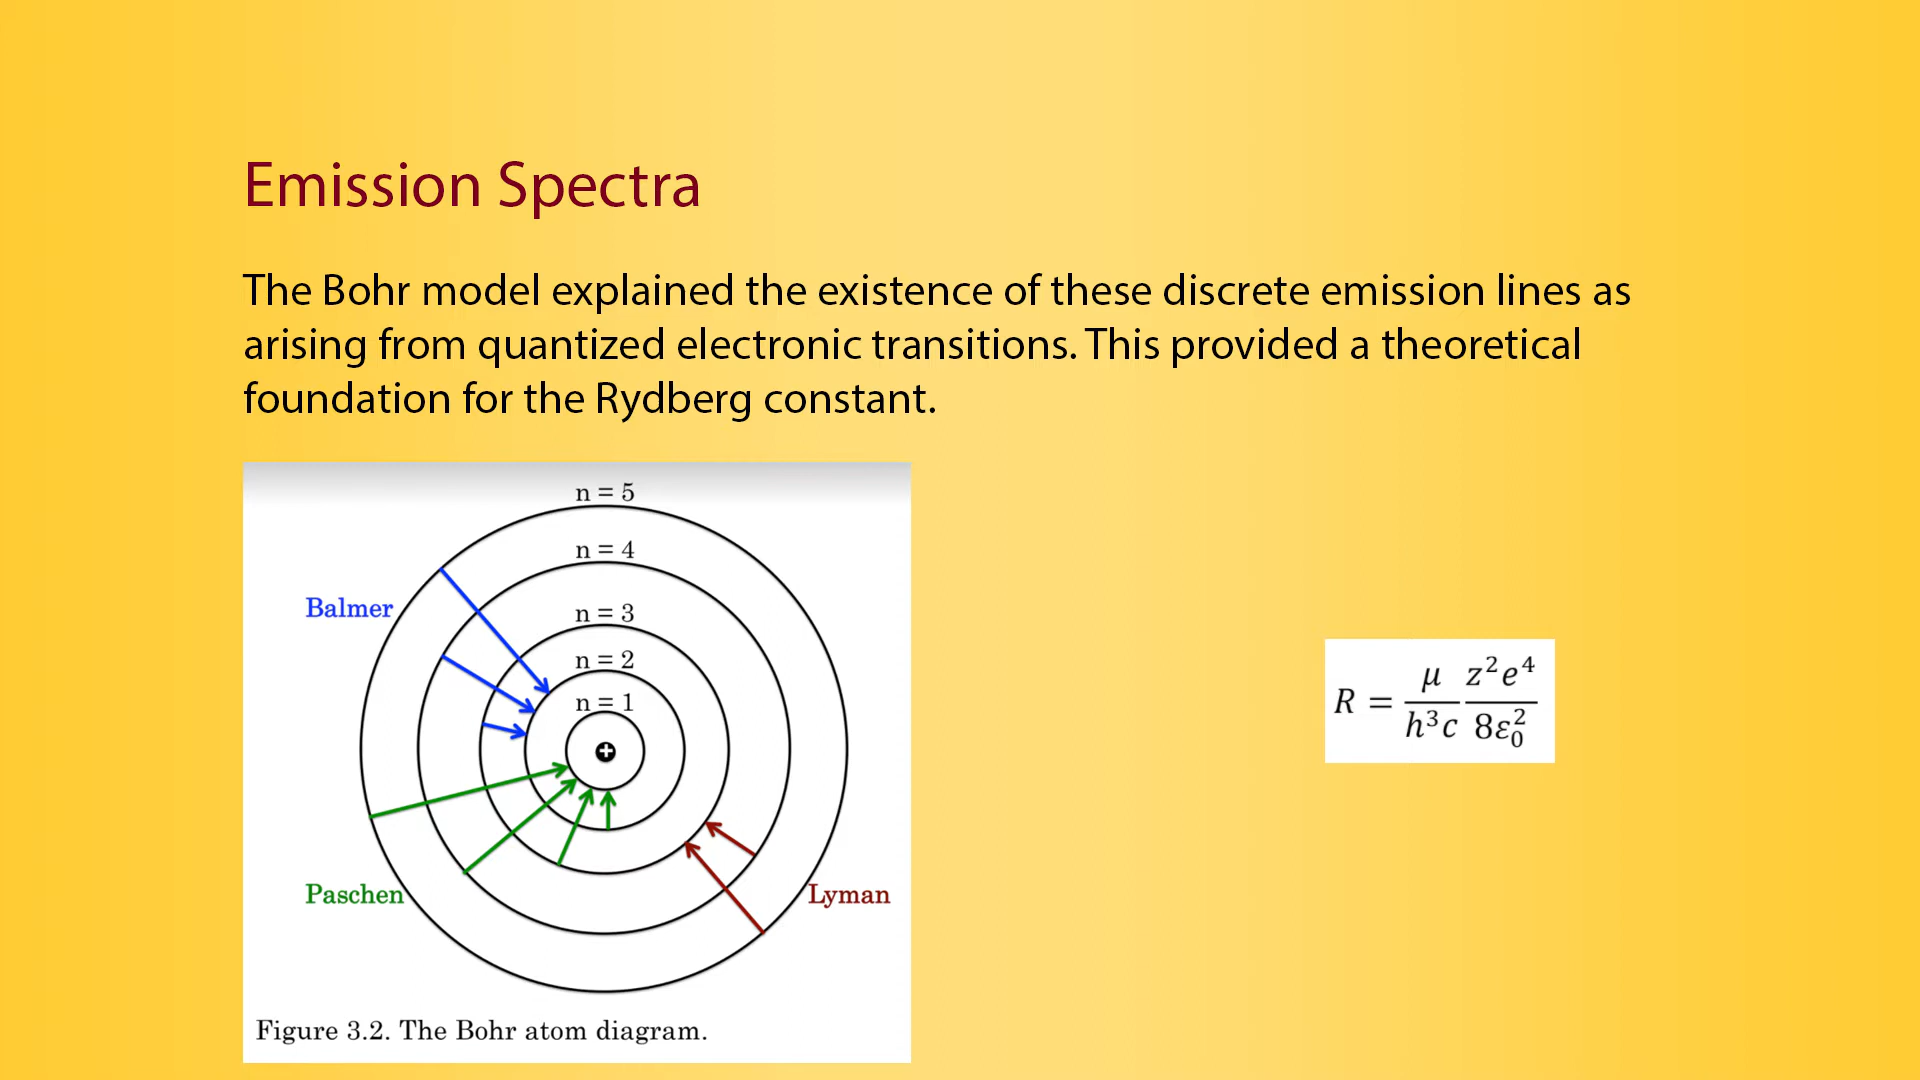 Emission Spectra
The Bohr model explained the existence of these discrete emission lines as
arising from quantized electronic transitions. This provided a theoretical
foundation for the Rydberg constant.
n = 5
n = 4
Balmer
n = 3
n = 2
n = 1
+
Paschen
Lyman
Figure 3.2. The Bohr atom diagram.
R = \frac{μ}{h³c} \frac{z²e⁴}{8ε₀²}